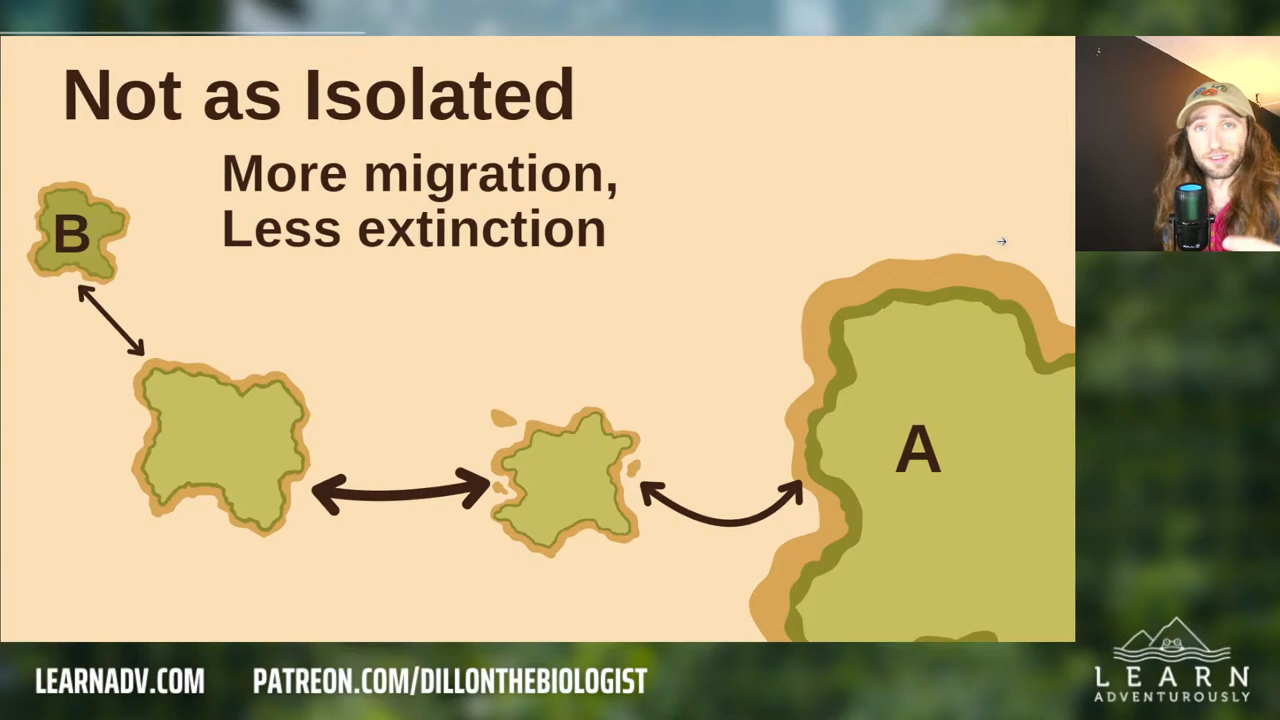 Not as Isolated
More migration,
Less extinction
B
A
LEARNADV.COM
PATREON.COM/DILLONTHEBIOLOGIST
LEARN
ADVENTUROUSLY